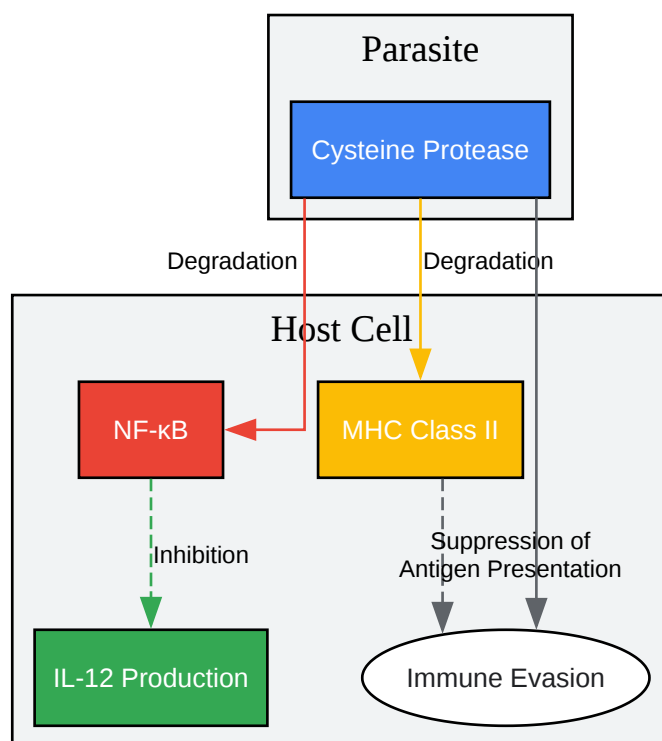 Parasite
Cysteine Protease
Degradation
Degradation
Host Cell
NF-κB
MHC Class II
Inhibition
Suppression of
Antigen Presentation
IL-12 Production
Immune Evasion